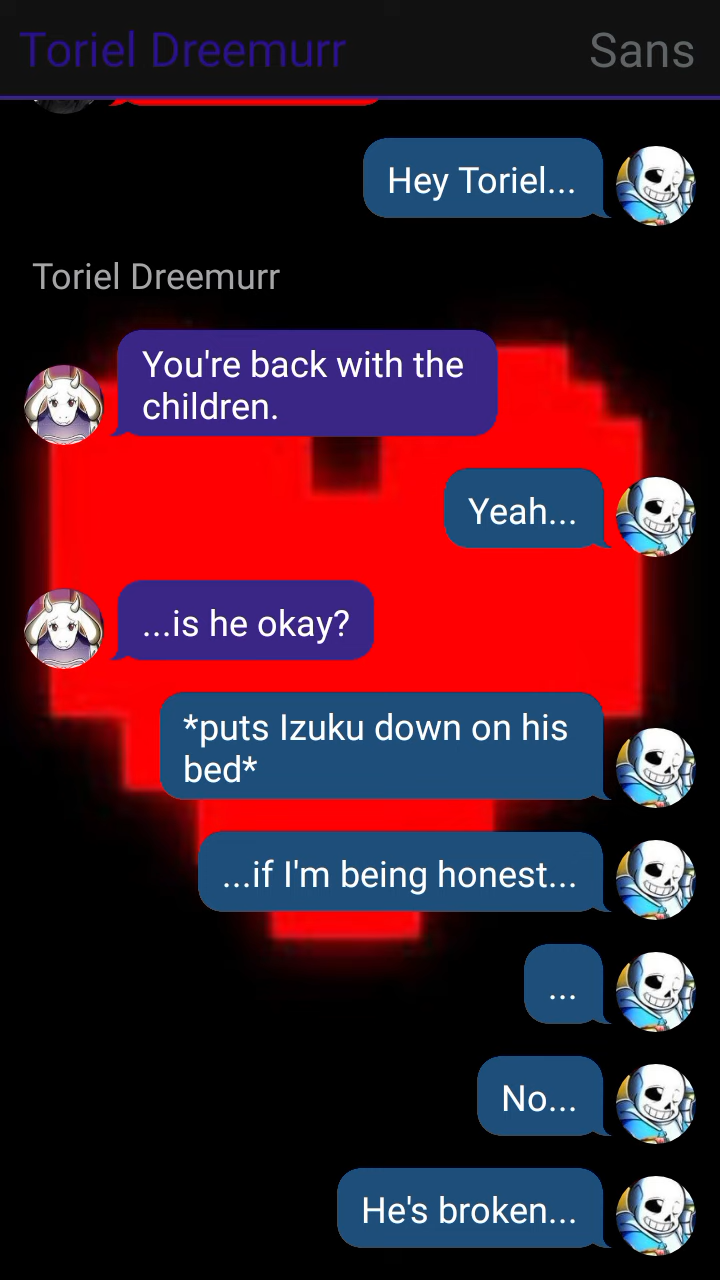 Toriel Dreemurr
Sans
Hey Toriel...
Toriel Dreemurr
You're back with the
children.
Yeah...
...is he okay?
*puts Izuku down on his
bed*
...if I'm being honest...
...
No...
He's broken...